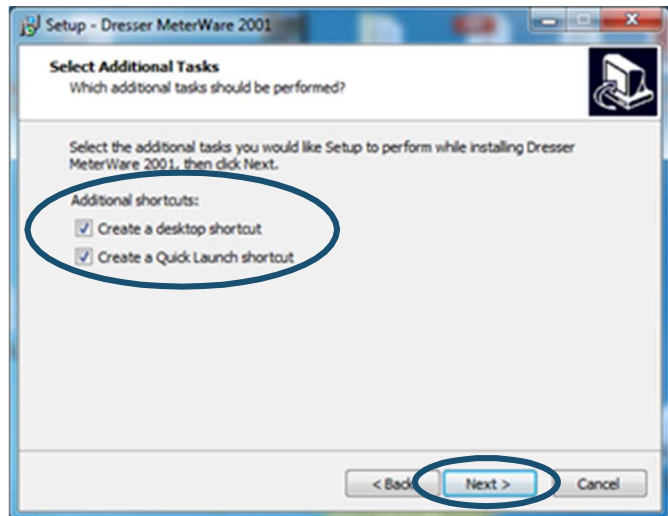 Setup - Dresser MeterWare 2001
Select Additional Tasks
Which additional tasks should be performed?
Select the additional tasks you would like Setup to perform while installing Dresser
MeterWare 2001, then click Next.
Additional shortcuts:
Create a desktop shortcut
Create a Quick Launch shortcut
< Back Next > Cancel